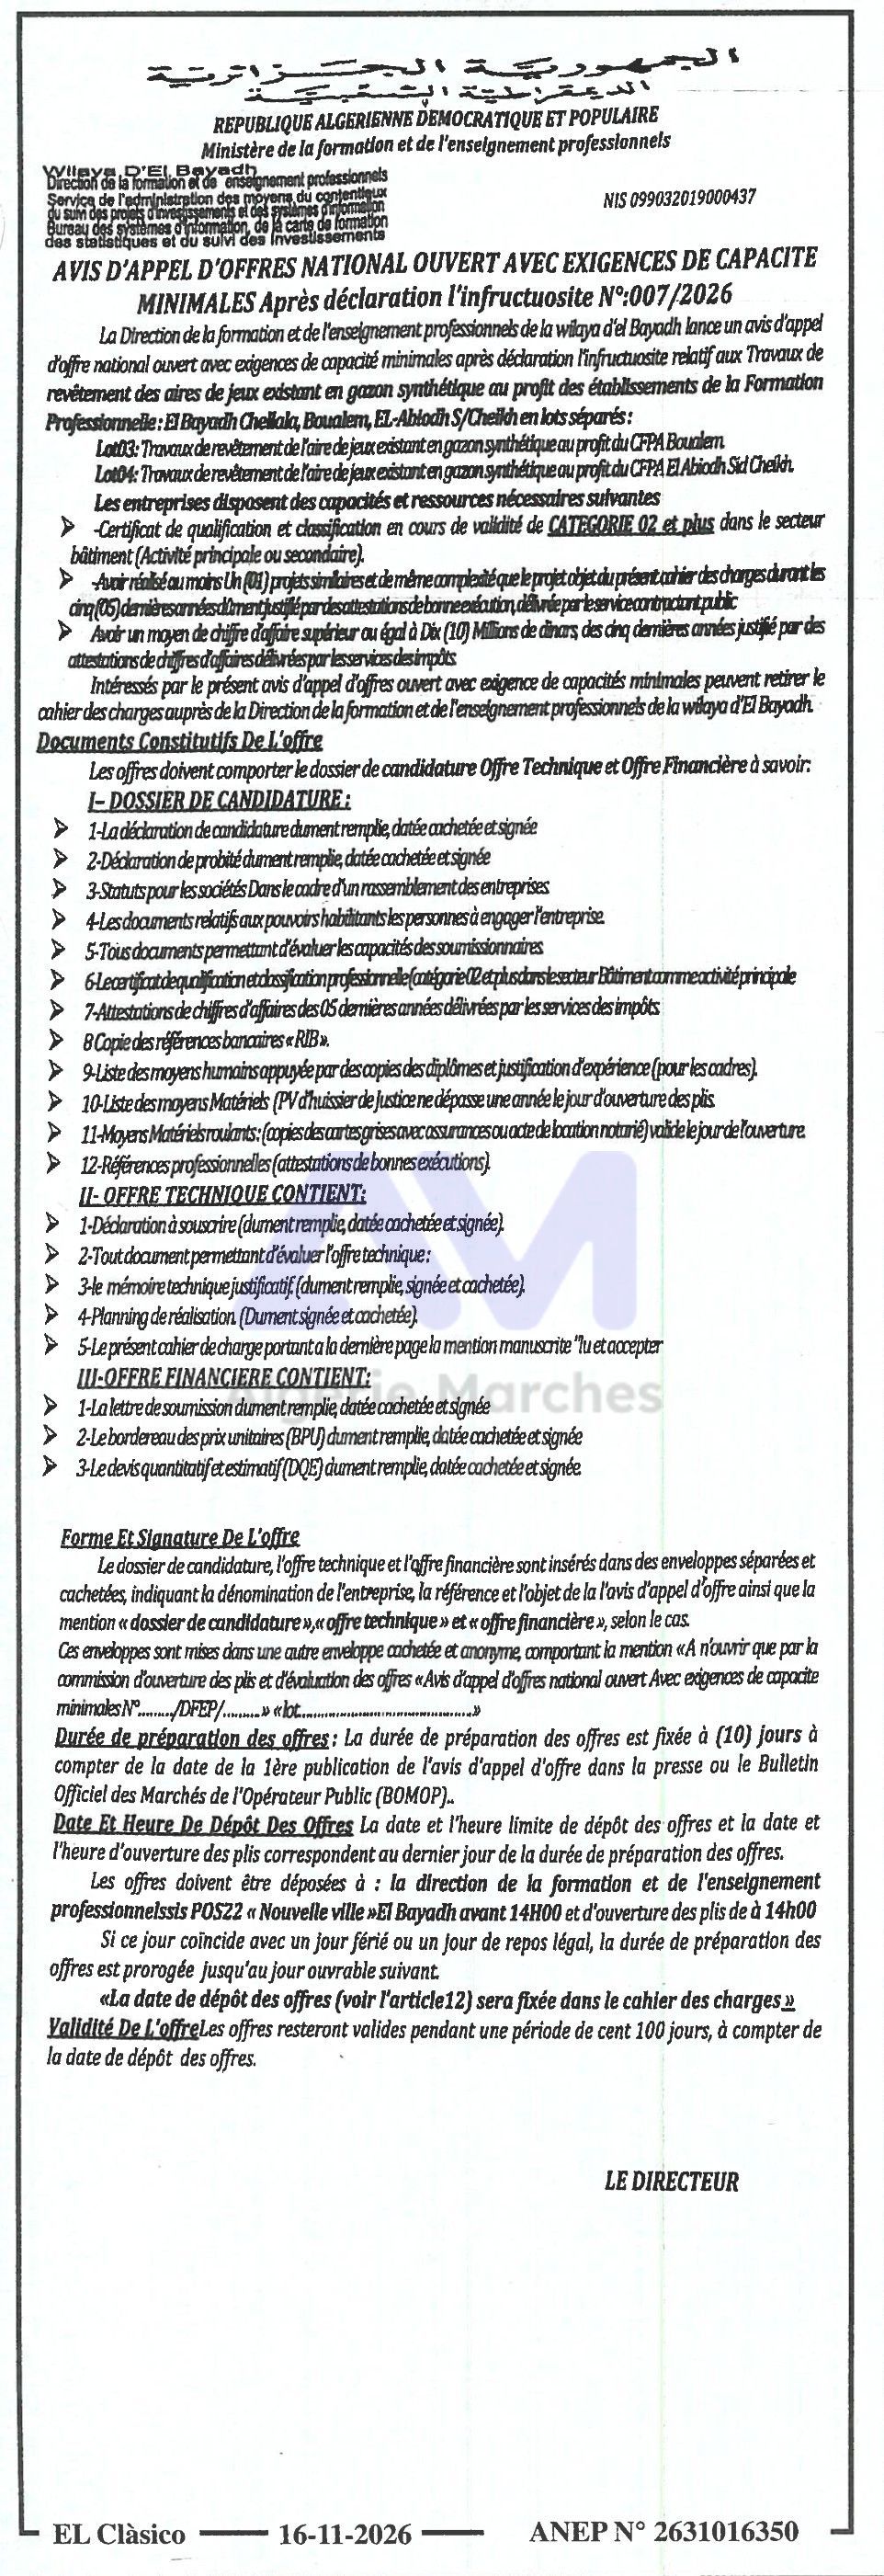 الجمهورية الجزائرية
الديمقراطية الشعبية
REPUBLIQUE ALGERIENNE DEMOCRATIQUE ET POPULAIRE
Ministère de la formation et de l'enseignement professionnels
Wilaya D'El Bayadh
Direction de la formation et de enseignement professionnels
Service de l'administration des moyens du contentieux
du suivi des projets d'investissements et des systèmes d'information
Bureau des systèmes d'information, de la carte de formation
des statistiques et du suivi des investissements
NIS 099032019000437
AVIS D'APPEL D'OFFRES NATIONAL OUVERT AVEC EXIGENCES DE CAPACITE
MINIMALES Après déclaration l'infructuosite N°:007/2026
La Direction de la formation et de l'enseignement professionnels de la wilaya d'el Bayadh lance un avis d'appel
d'offre national ouvert avec exigences de capacité minimales après déclaration l'infructuosite relatif aux Travaux de
revêtement des aires de jeux existant en gazon synthétique au profit des établissements de la Formation
Professionnelle : El Bayadh Chellala, Boualem, EL-Abiodh S/Cheikh en lots séparés :
Lot03: Travaux de revêtement de l'aire de jeux existant en gazon synthétique au profit du CFPA Boualem.
Lot04: Travaux de revêtement de l'aire de jeux existant en gazon synthétique au profit du CFPA El Abiodh Sid Cheikh.
Les entreprises disposent des capacités et ressources nécessaires suivantes
➢ -Certificat de qualification et classification en cours de validité de CATEGORIE 02 et plus dans le secteur
bâtiment (Activité principale ou secondaire).
➢ -Avoir réalisé au moins Un (01) projets similaires et de même complexité que le projet objet du présent cahier des charges durant les
cinq (05) dernières années dûment justifié par des attestations de bonne exécution, délivrée par le service contractant public
➢ Avoir un moyen de chiffre d'affaire supérieur ou égal à Dix (10) Millions de dinars, des cinq dernières années justifié par des
attestations de chiffres d'affaires délivrées par les services des impôts
Intéressés par le présent avis d'appel d'offres ouvert avec exigence de capacités minimales peuvent retirer le
cahier des charges auprès de la Direction de la formation et de l'enseignement professionnels de la wilaya d'El Bayadh.
Documents Constitutifs De L'offre
Les offres doivent comporter le dossier de candidature Offre Technique et Offre Financière à savoir:
I- DOSSIER DE CANDIDATURE :
➢ 1-La déclaration de candidature dument remplie, datée cachetée et signée
➢ 2-Déclaration de probité dument remplie, datée cachetée et signée
➢ 3-Statuts pour les sociétés Dans le cadre d'un rassemblement des entreprises
➢ 4-Les documents relatifs aux pouvoirs habilitants les personnes à engager l'entreprise.
➢ 5-Tous documents permettant d'évaluer les capacités des soumissionnaires
➢ 6-Le certificat de qualification et classification professionnelle (catégorie 02 et plus dans le secteur Bâtiment comme activité principale
➢ 7-Attestations de chiffres d'affaires des 05 dernières années délivrées par les services des impôts
➢ 8 Copie des références bancaires « RIB ».
➢ 9-Liste des moyens humains appuyée par des copies des diplômes et justification d'expérience (pour les cadres).
➢ 10-Liste des moyens Matériels (PV d'huissier de justice ne dépasse une année le jour d'ouverture des plis.
➢ 11-Moyens Matériels roulants : (copies des cartes grises avec assurances ou acte de location notarié) valide le jour de l'ouverture.
➢ 12-Références professionnelles (attestations de bonnes exécutions).
II- OFFRE TECHNIQUE CONTIENT:
➢ 1-Déclaration à souscrire (dument remplie, datée cachetée et signée).
➢ 2-Tout document permettant d'évaluer l'offre technique :
➢ 3-le mémoire technique justificatif. (dument remplie, signée et cachetée).
➢ 4-Planning de réalisation. (Dument signée et cachetée).
➢ 5-Le présent cahier de charge portant a la dernière page la mention manuscrite "lu et accepter
III-OFFRE FINANCIERE CONTIENT:
Algérie Marches
➢ 1-La lettre de soumission dument remplie, datée cachetée et signée
➢ 2-Le bordereau des prix unitaires (BPU) dument remplie, datée cachetée et signée
➢ 3-Le devis quantitatif et estimatif (DQE) dument remplie, datée cachetée et signée.
Forme Et Signature De L'offre
Le dossier de candidature, l'offre technique et l'offre financière sont insérés dans des enveloppes séparées et
cachetées, indiquant la dénomination de l'entreprise, la référence et l'objet de la l'avis d'appel d'offre ainsi que la
mention « dossier de candidature »,« offre technique » et « offre financière », selon le cas.
Ces enveloppes sont mises dans une autre enveloppe cachetée et anonyme, comportant la mention «A n'ouvrir que par la
commission d'ouverture des plis et d'évaluation des offres «Avis d'appel d'offres national ouvert Avec exigences de capacite
minimales N°........./DFEP/......... » «lot...........................................»
Durée de préparation des offres : La durée de préparation des offres est fixée à (10) jours à
compter de la date de la 1ère publication de l'avis d'appel d'offre dans la presse ou le Bulletin
Officiel des Marchés de l'Opérateur Public (BOMOP)..
Date Et Heure De Dépôt Des Offres La date et l'heure limite de dépôt des offres et la date et
l'heure d'ouverture des plis correspondent au dernier jour de la durée de préparation des offres.
Les offres doivent être déposées à : la direction de la formation et de l'enseignement
professionnelssis POSZ2 « Nouvelle ville »El Bayadh avant 14H00 et d'ouverture des plis de à 14h00
Si ce jour coïncide avec un jour férié ou un jour de repos légal, la durée de préparation des
offres est prorogée jusqu'au jour ouvrable suivant.
«La date de dépôt des offres (voir l'article12) sera fixée dans le cahier des charges »
Validité De L'offreLes offres resteront valides pendant une période de cent 100 jours, à compter de
la date de dépôt des offres.
LE DIRECTEUR
EL Clàsico 16-11-2026 ANEP N° 2631016350